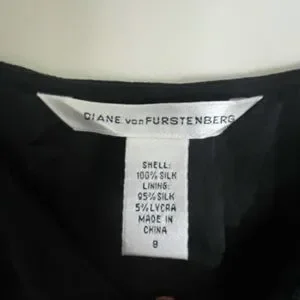 DIANE von FURSTENBERG
SHELL:
100% SILK
LINING:
95% SILK
5% LYCRA
MADE IN
CHINA
8